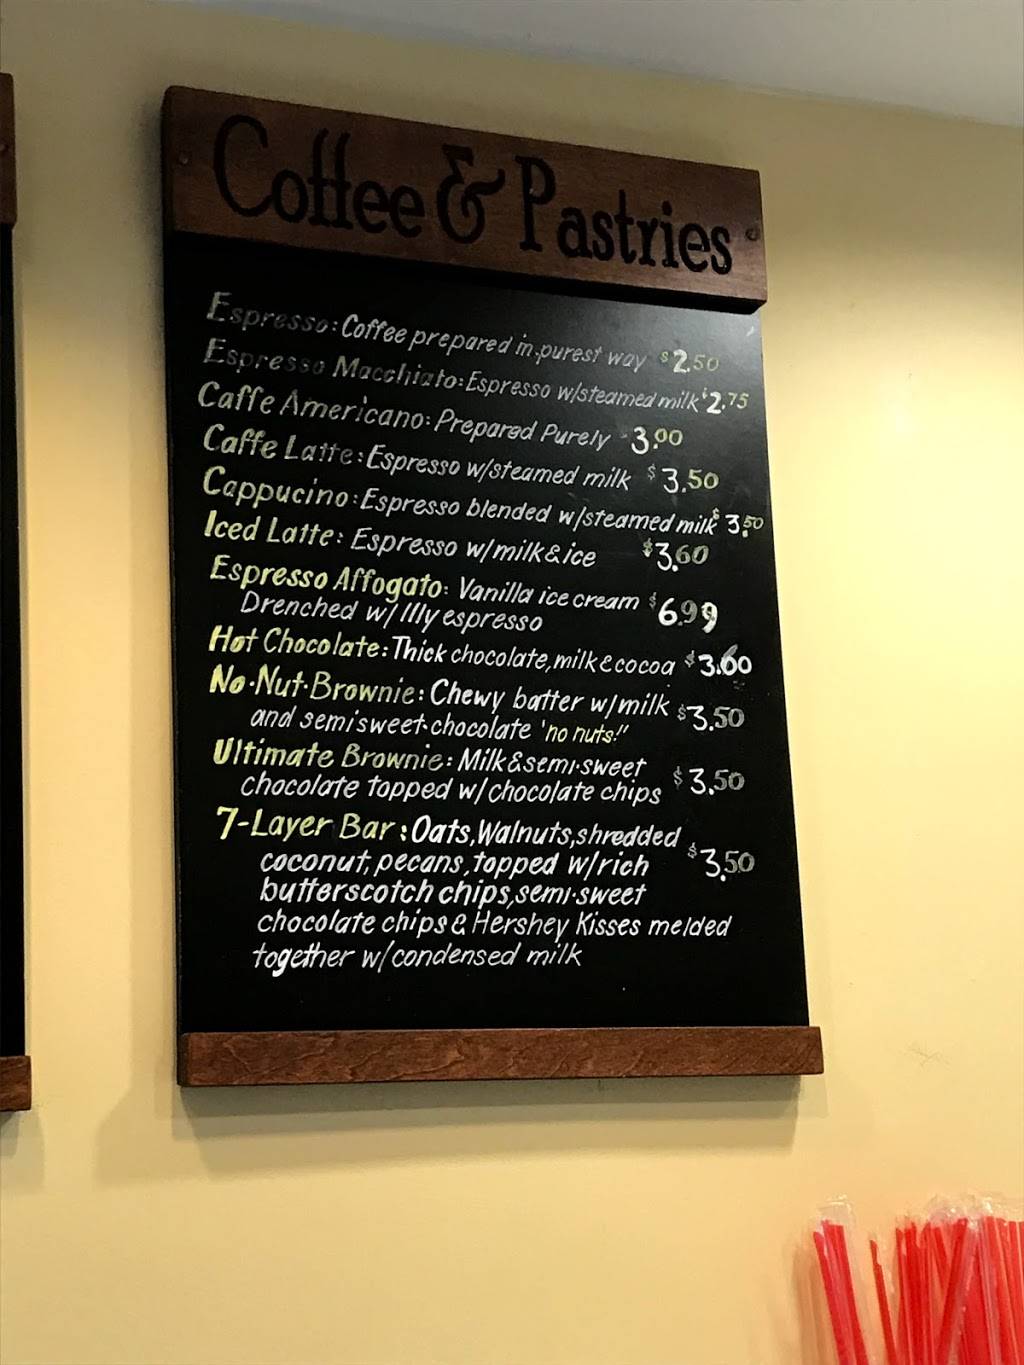 Coffee & Pastries
Espresso: Coffee prepared in purest way $2.50
Espresso Macchiato: Espresso w/steamed milk $2.75
Caffe Americano: Prepared Purely 3.00
Caffe Latte: Espresso w/steamed milk $3.50
Cappucino: Espresso blended w/steamed milk $3.50
Iced Latte: Espresso w/milk & ice $3.60
Espresso Affogato: Vanilla ice cream $6.99
Drenched w/ Illy espresso
Hot Chocolate: Thick chocolate, milk & cocoa $3.60
No-Nut-Brownie: Chewy batter w/milk $3.50
and semisweet-chocolate "no nuts!"
Ultimate Brownie: Milk & semi-sweet $3.50
chocolate topped w/chocolate chips
7-Layer Bar: Oats, Walnuts, shredded $3.50
coconut, pecans, topped w/rich
butterscotch chips, semi-sweet
chocolate chips & Hershey Kisses melded
together w/condensed milk